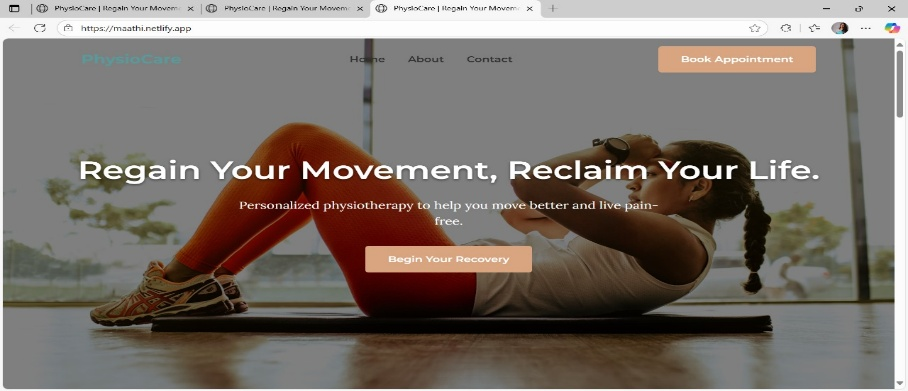 PhysioCare | Regain Your Movem
PhysioCare | Regain Your Movem
PhysioCare | Regain Your Movem
https://maathi.netlify.app
PhysioCare
Home About Contact
Book Appointment
Regain Your Movement, Reclaim Your Life.
Personalized physiotherapy to help you move better and live pain-
free.
Begin Your Recovery